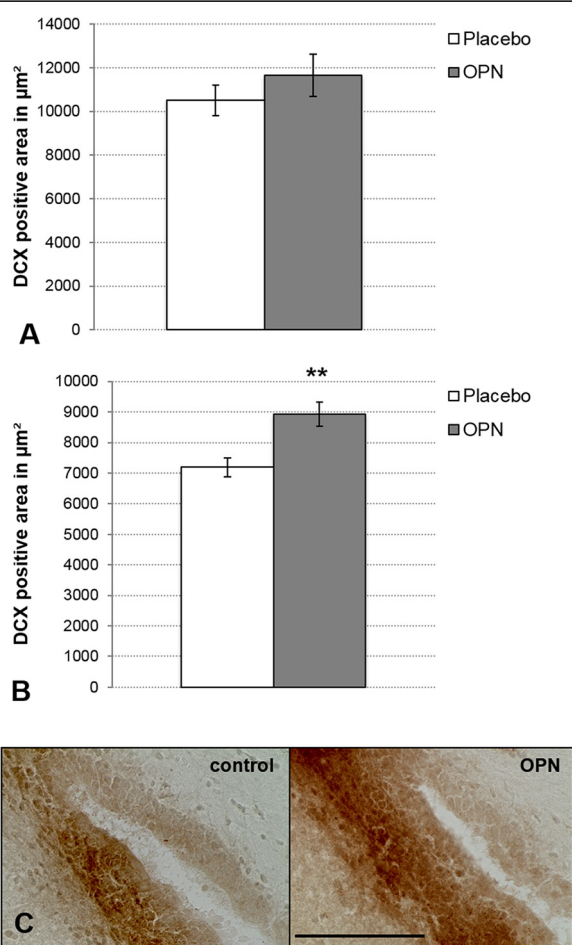 DCX positive area in µm²
14000
12000
10000
8000
6000
4000
2000
0
Placebo
OPN
A
DCX positive area in µm²
10000
9000
8000
7000
6000
5000
4000
3000
2000
1000
0
**
Placebo
OPN
B
control
OPN
C